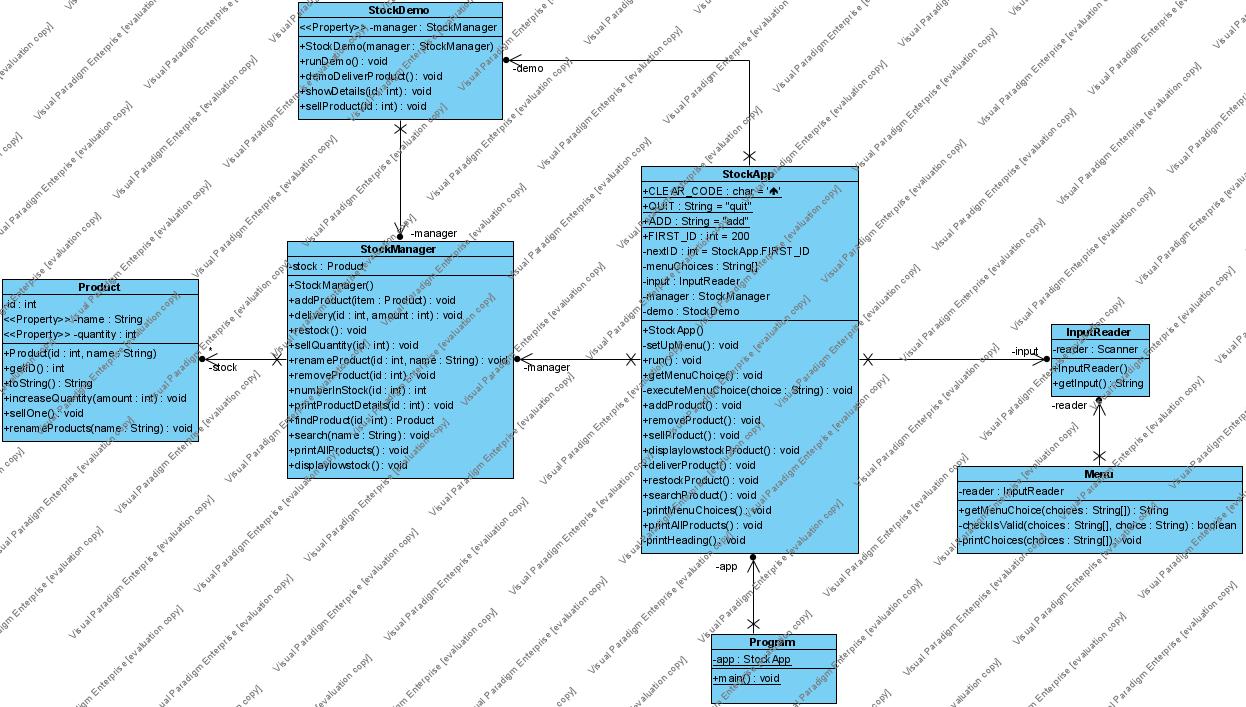 StockDemo
<<Property>> -manager : StockManager
+StockDemo(manager : StockManager)
+runDemo() : void
+demoDeliverProduct() : void
+showDetails(id : int) : void
+sellProduct(id : int) : void
-demo
-manager
StockManager
-stock : Product
+StockManager()
+addProduct(item : Product) : void
+delivery(id : int, amount : int) : void
+restock() : void
+sellQuantity(id : int) : void
+renameProduct(id : int, name : String) : void
+removeProduct(id : int) : void
+numberInStock(id : int) : int
+printProductDetails(id : int) : void
+findProduct(id : int) : Product
+search(name : String) : void
+printAllProducts() : void
+displaylowstock() : void
Product
-id : int
<<Property>> -name : String
<<Property>> -quantity : int
+Product(id : int, name : String)
+getID() : int
+toString() : String
+increaseQuantity(amount : int) : void
+sellOne() : void
+renameProducts(name : String) : void
*
-stock
-manager
StockApp
+CLEAR_CODE : char = '
+QUIT : String = "quit"
+ADD : String = "add"
+FIRST_ID : int = 200
-nextID : int = StockApp.FIRST_ID
-menuChoices : String[]
-input : InputReader
-manager : StockManager
-demo : StockDemo
+StockApp()
-setUpMenu() : void
+run() : void
+getMenuChoice() : void
-executeMenuChoice(choice : String) : void
+addProduct() : void
+removeProduct() : void
+sellProduct() : void
+displaylowstockProduct() : void
+deliverProduct() : void
+restockProduct() : void
+searchProduct() : void
-printMenuChoices() : void
+printAllProducts() : void
-printHeading() : void
-input
InputReader
-reader : Scanner
+InputReader()
+getInput() : String
-reader
Menu
-reader : InputReader
+getMenuChoice(choices : String[]) : String
-checkIsValid(choices : String[], choice : String) : boolean
-printChoices(choices : String[]) : void
-app
Program
-app : StockApp
+main() : void
Visual Paradigm Enterprise [evaluation copy]